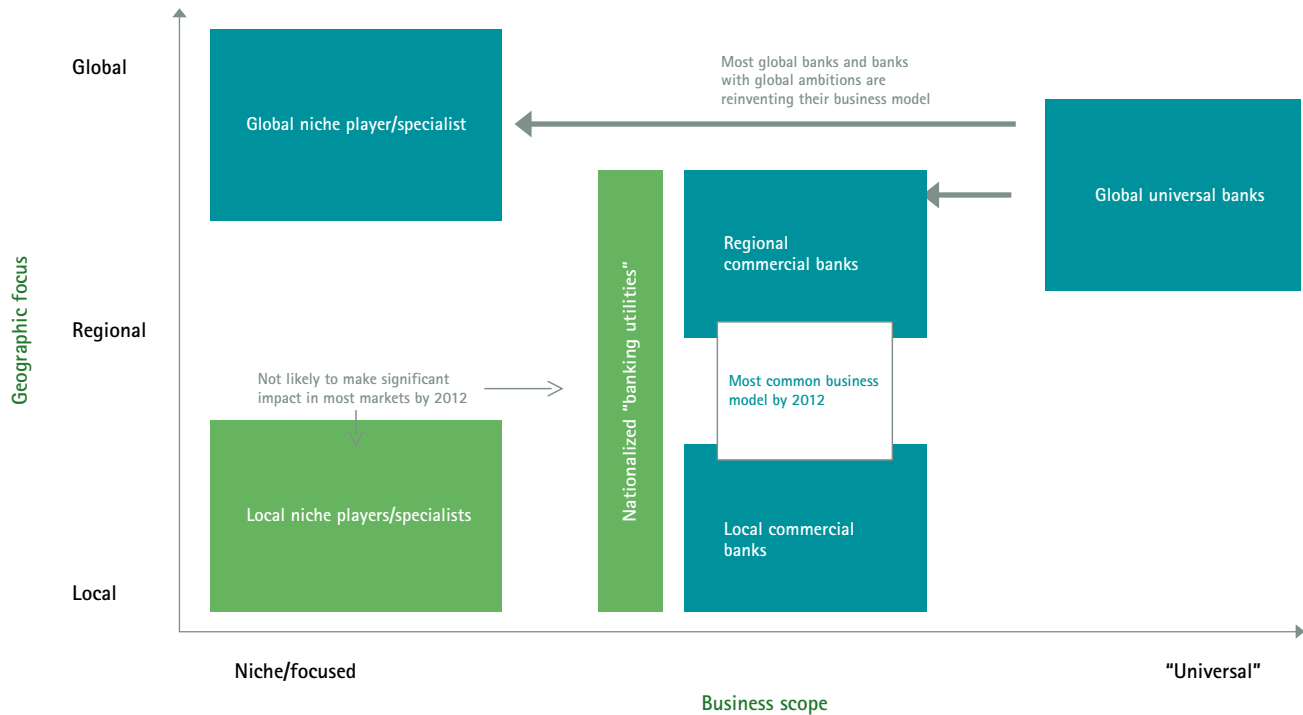 Global
Most global banks and banks
with global ambitions are
reinventing their business model
Global niche player/specialist
Global universal banks
Regional
commercial banks
Nationalized "banking utilities"
Geographic focus
Regional
Not likely to make significant
impact in most markets by 2012
Most common business
model by 2012
Local niche players/specialists
Local commercial
banks
Local
Niche/focused
“Universal”
Business scope